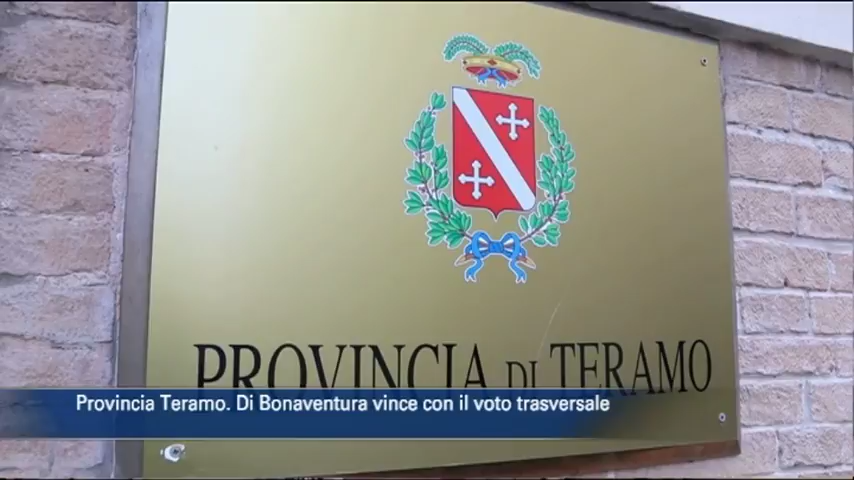 PROVINCIA DI TERAMO
Provincia Teramo. Di Bonaventura vince con il voto trasversale